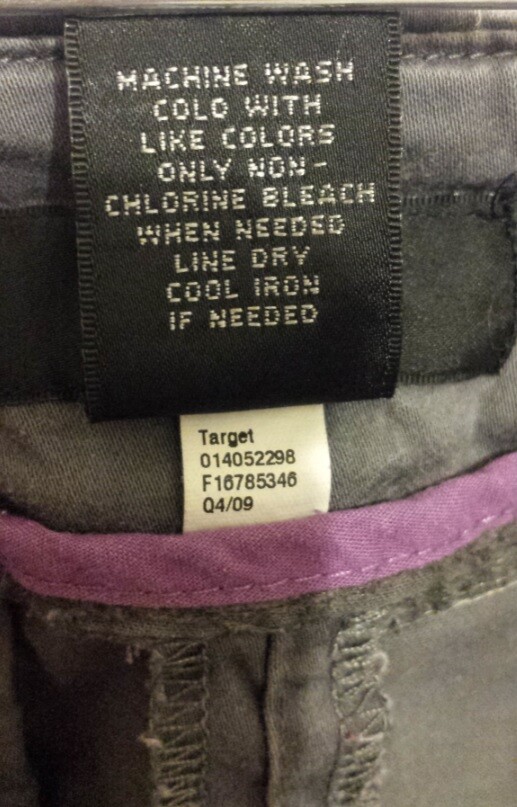 MACHINE WASH
COLD WITH
LIKE COLORS
ONLY NON-
CHLORINE BLEACH
WHEN NEEDED
LINE DRY
COOL IRON
IF NEEDED
Target
014052298
F16785346
Q4/09